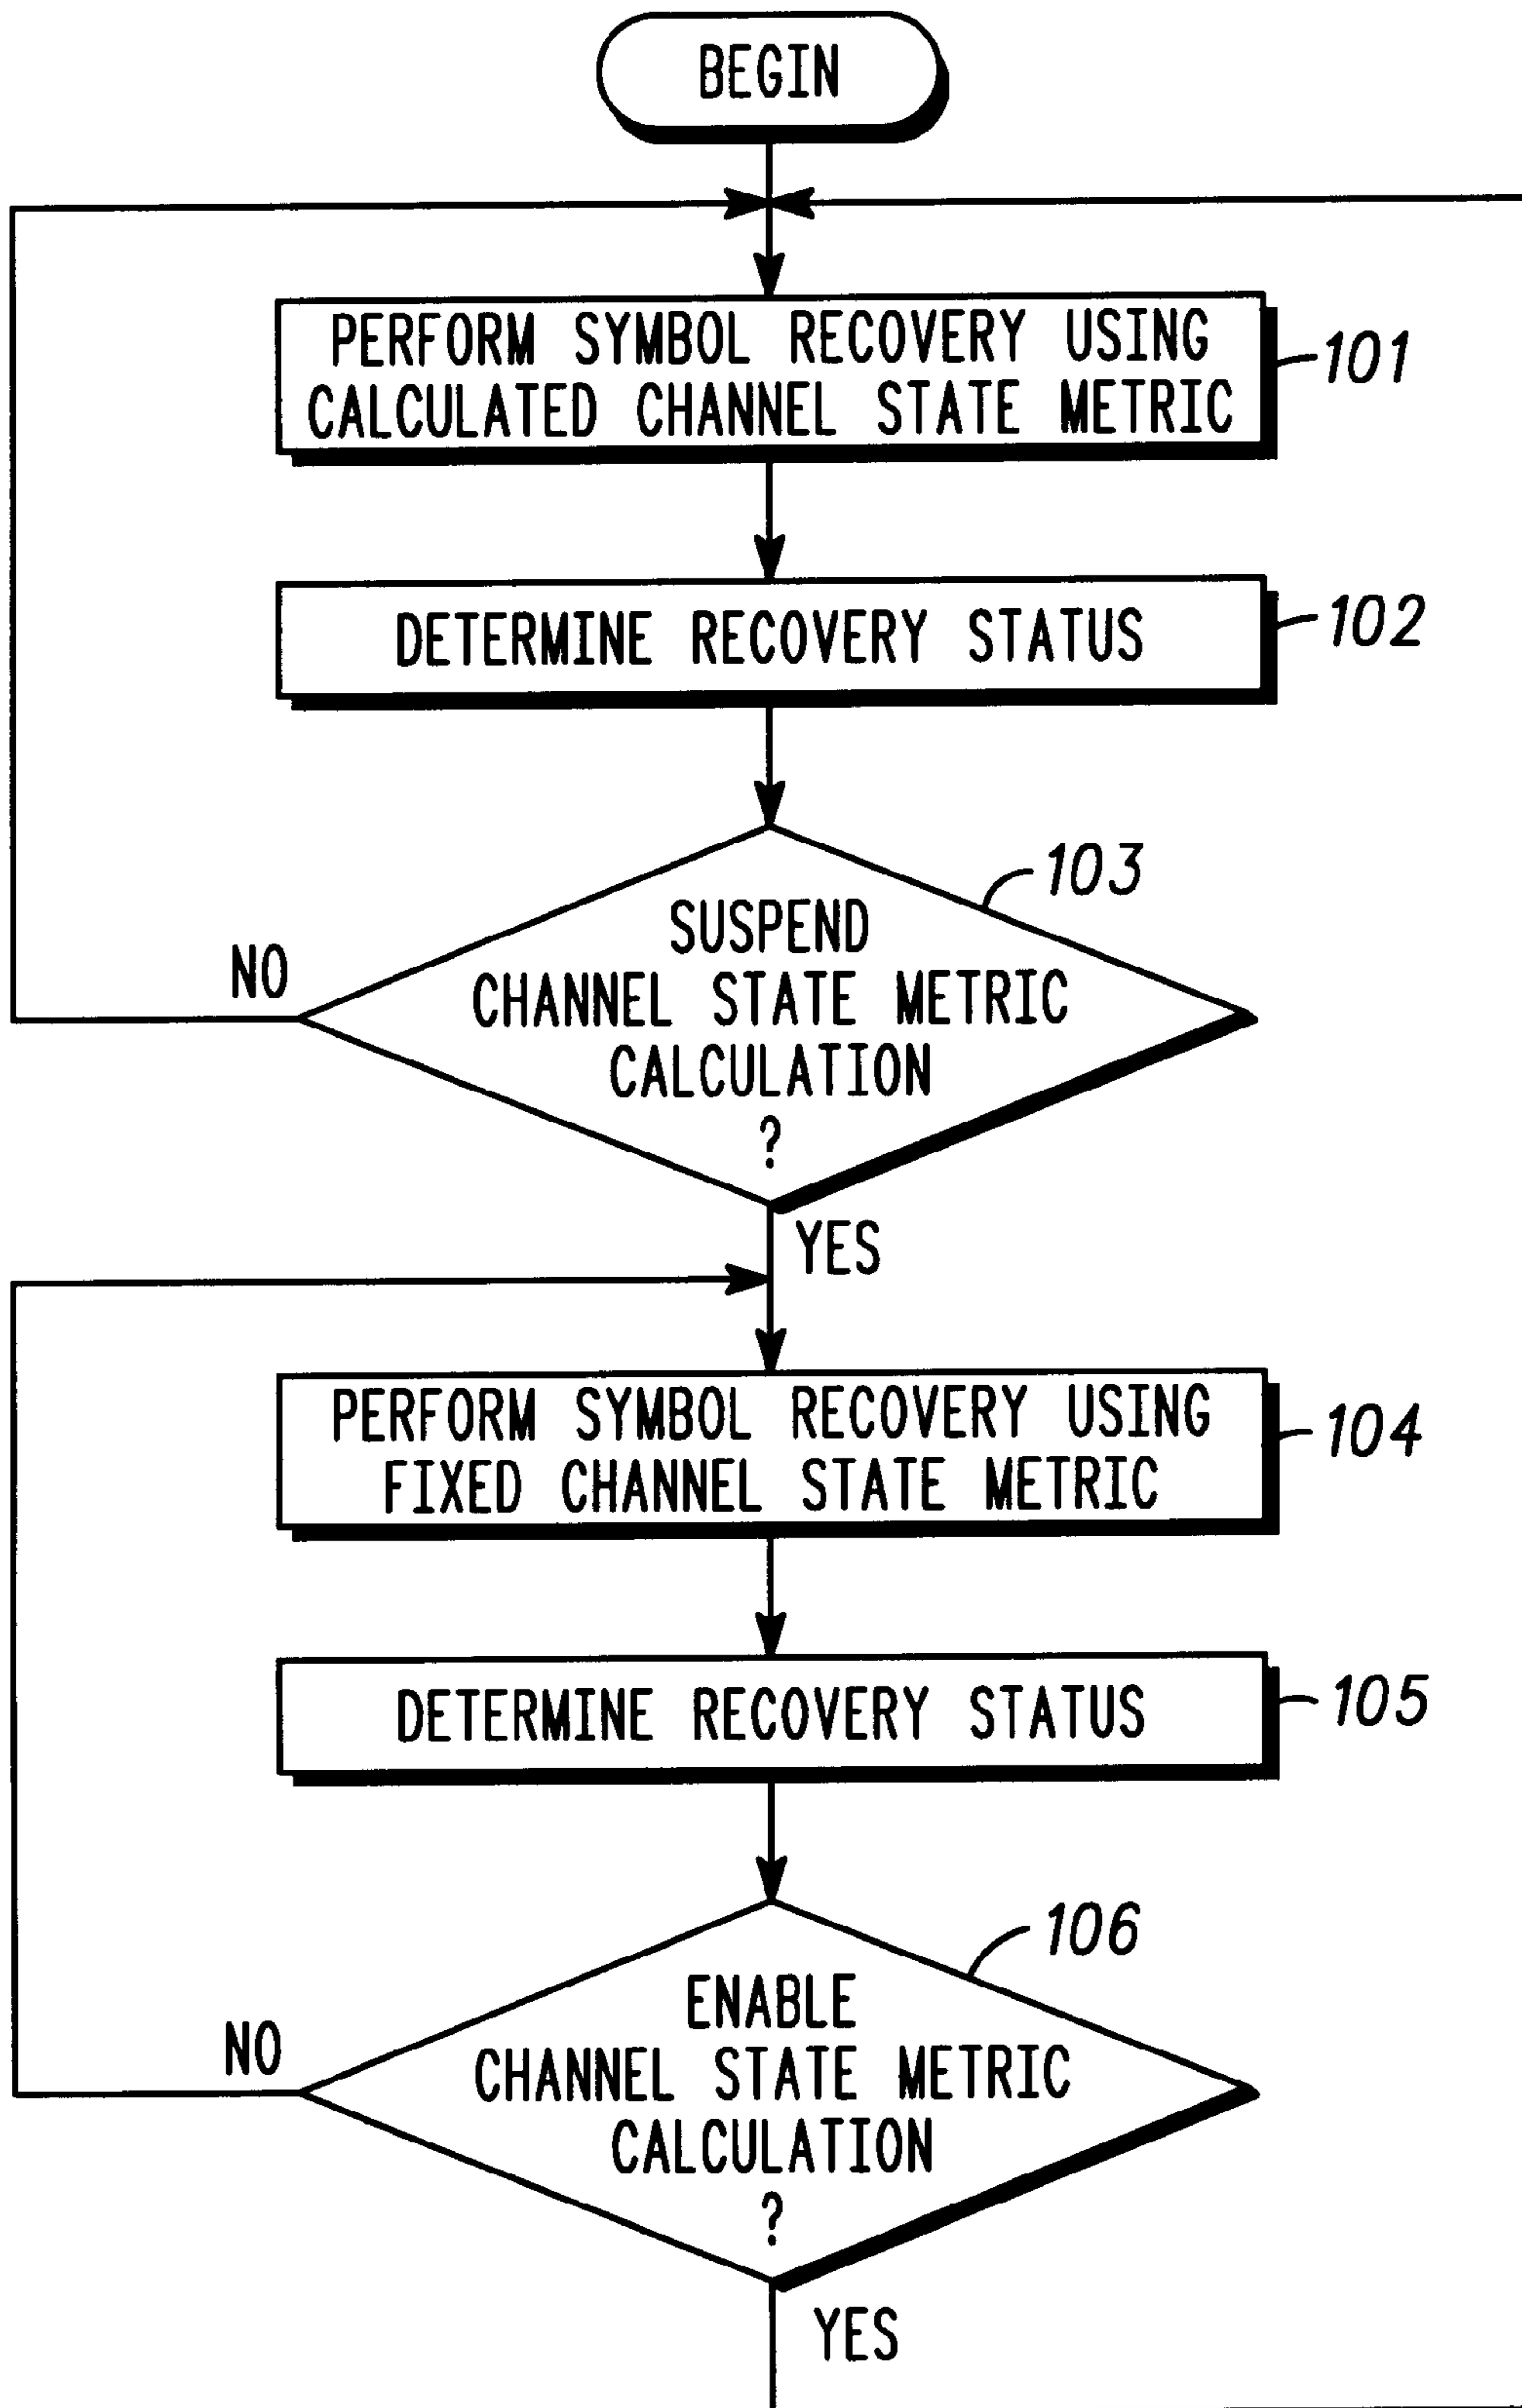 BEGIN
PERFORM SYMBOL RECOVERY USING
CALCULATED CHANNEL STATE METRIC
101
DETERMINE RECOVERY STATUS
102
103
SUSPEND
CHANNEL STATE METRIC
CALCULATION
?
NO
YES
PERFORM SYMBOL RECOVERY USING
FIXED CHANNEL STATE METRIC
104
DETERMINE RECOVERY STATUS
105
106
ENABLE
CHANNEL STATE METRIC
CALCULATION
?
NO
YES